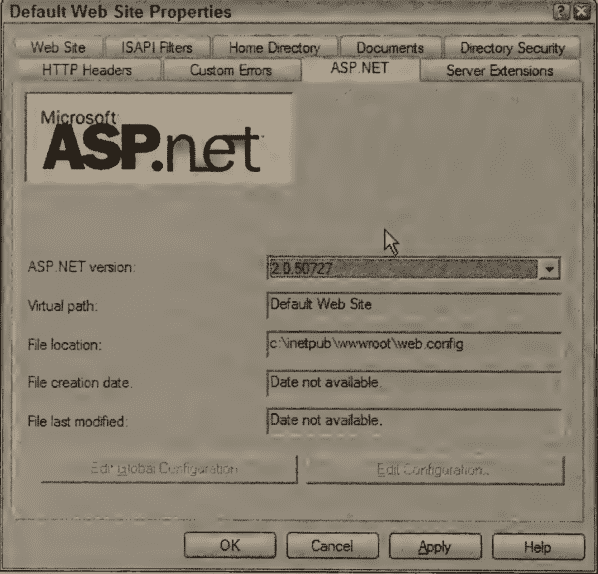 Default Web Site Properties
Web Site ISAPI Filters Home Directory Documents Directory Security
HTTP Headers Custom Errors ASP.NET Server Extensions
Microsoft
ASP.net
ASP.NET version: 2.0.50727
Virtual path: Default Web Site
File location: c:\inetpub\wwwroot\web.config
File creation date. Date not available.
File last modified: Date not available.
Edit Global Configuration Edit Configuration...
OK Cancel Apply Help